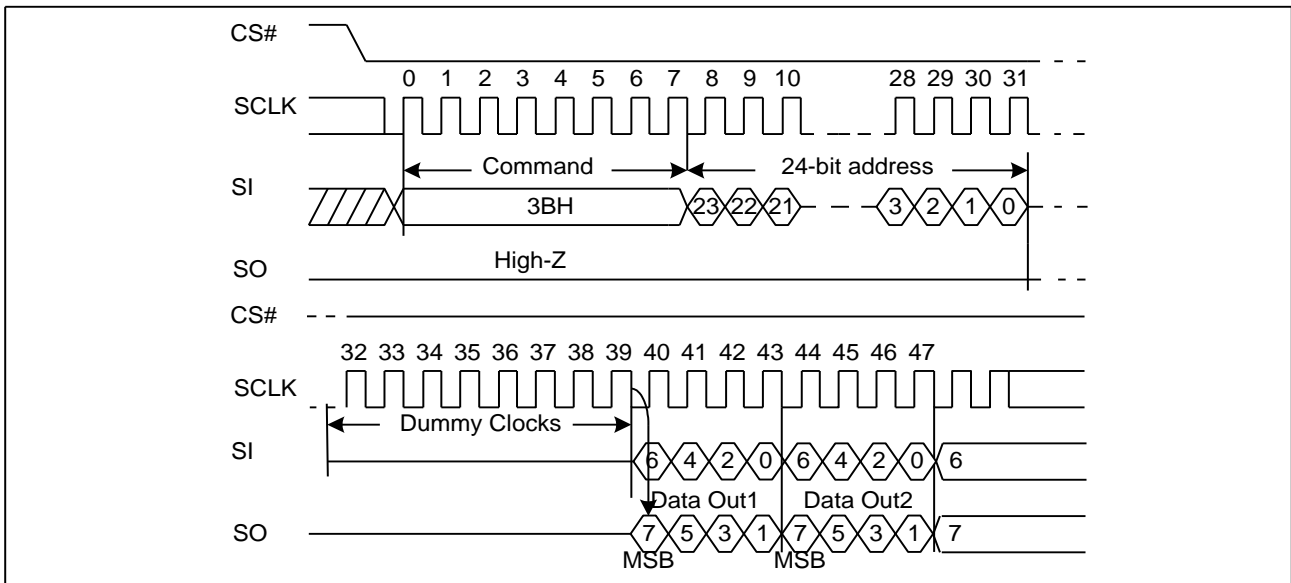 CS#
0 1 2 3 4 5 6 7 8 9 10 28 29 30 31
SCLK
Command 24-bit address
SI
3BH 23 22 21 3 2 1 0
High-Z
SO
CS#
32 33 34 35 36 37 38 39 40 41 42 43 44 45 46 47
SCLK
Dummy Clocks
SI
6 4 2 0 6 4 2 0 6
Data Out1 Data Out2
SO
7 5 3 1 7 5 3 1 7
MSB MSB